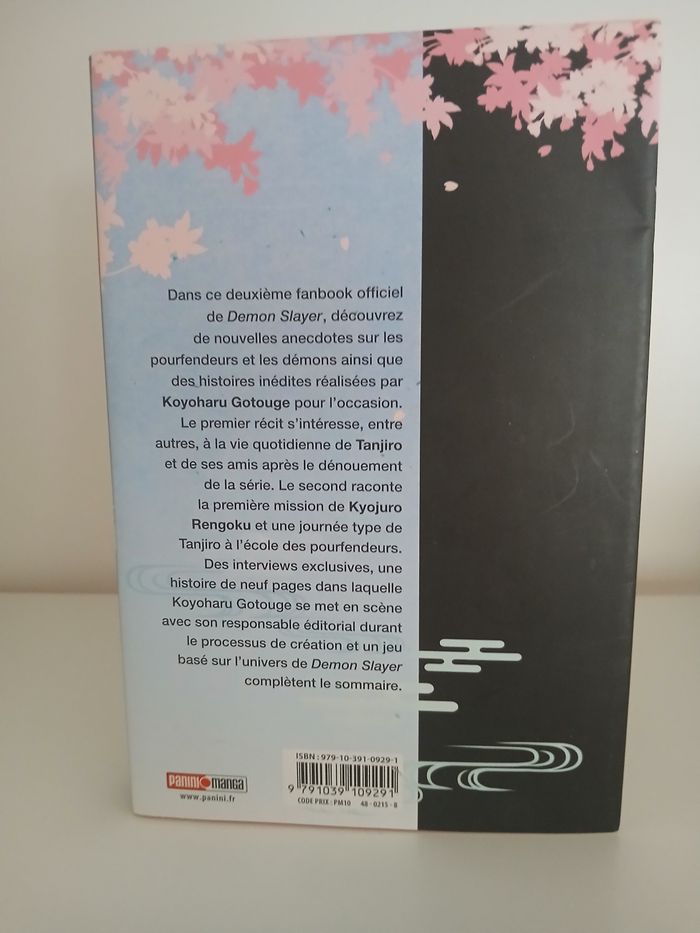 Dans ce deuxième fanbook officiel
de Demon Slayer, découvrez
de nouvelles anecdotes sur les
pourfendeurs et les démons ainsi que
des histoires inédites réalisées par
Koyoharu Gotouge pour l'occasion.
Le premier récit s'intéresse, entre
autres, à la vie quotidienne de Tanjiro
et de ses amis après le dénouement
de la série. Le second raconte
la première mission de Kyojuro
Rengoku et une journée type de
Tanjiro à l'école des pourfendeurs.
Des interviews exclusives, une
histoire de neuf pages dans laquelle
Koyoharu Gotouge se met en scène
avec son responsable éditorial durant
le processus de création et un jeu
basé sur l'univers de Demon Slayer
complètent le sommaire.
PANINI MANGA
www.panini.fr
ISBN : 979-10-391-0929-1
9 791039 109291
CODE PRIX : PM10 48-0215-8